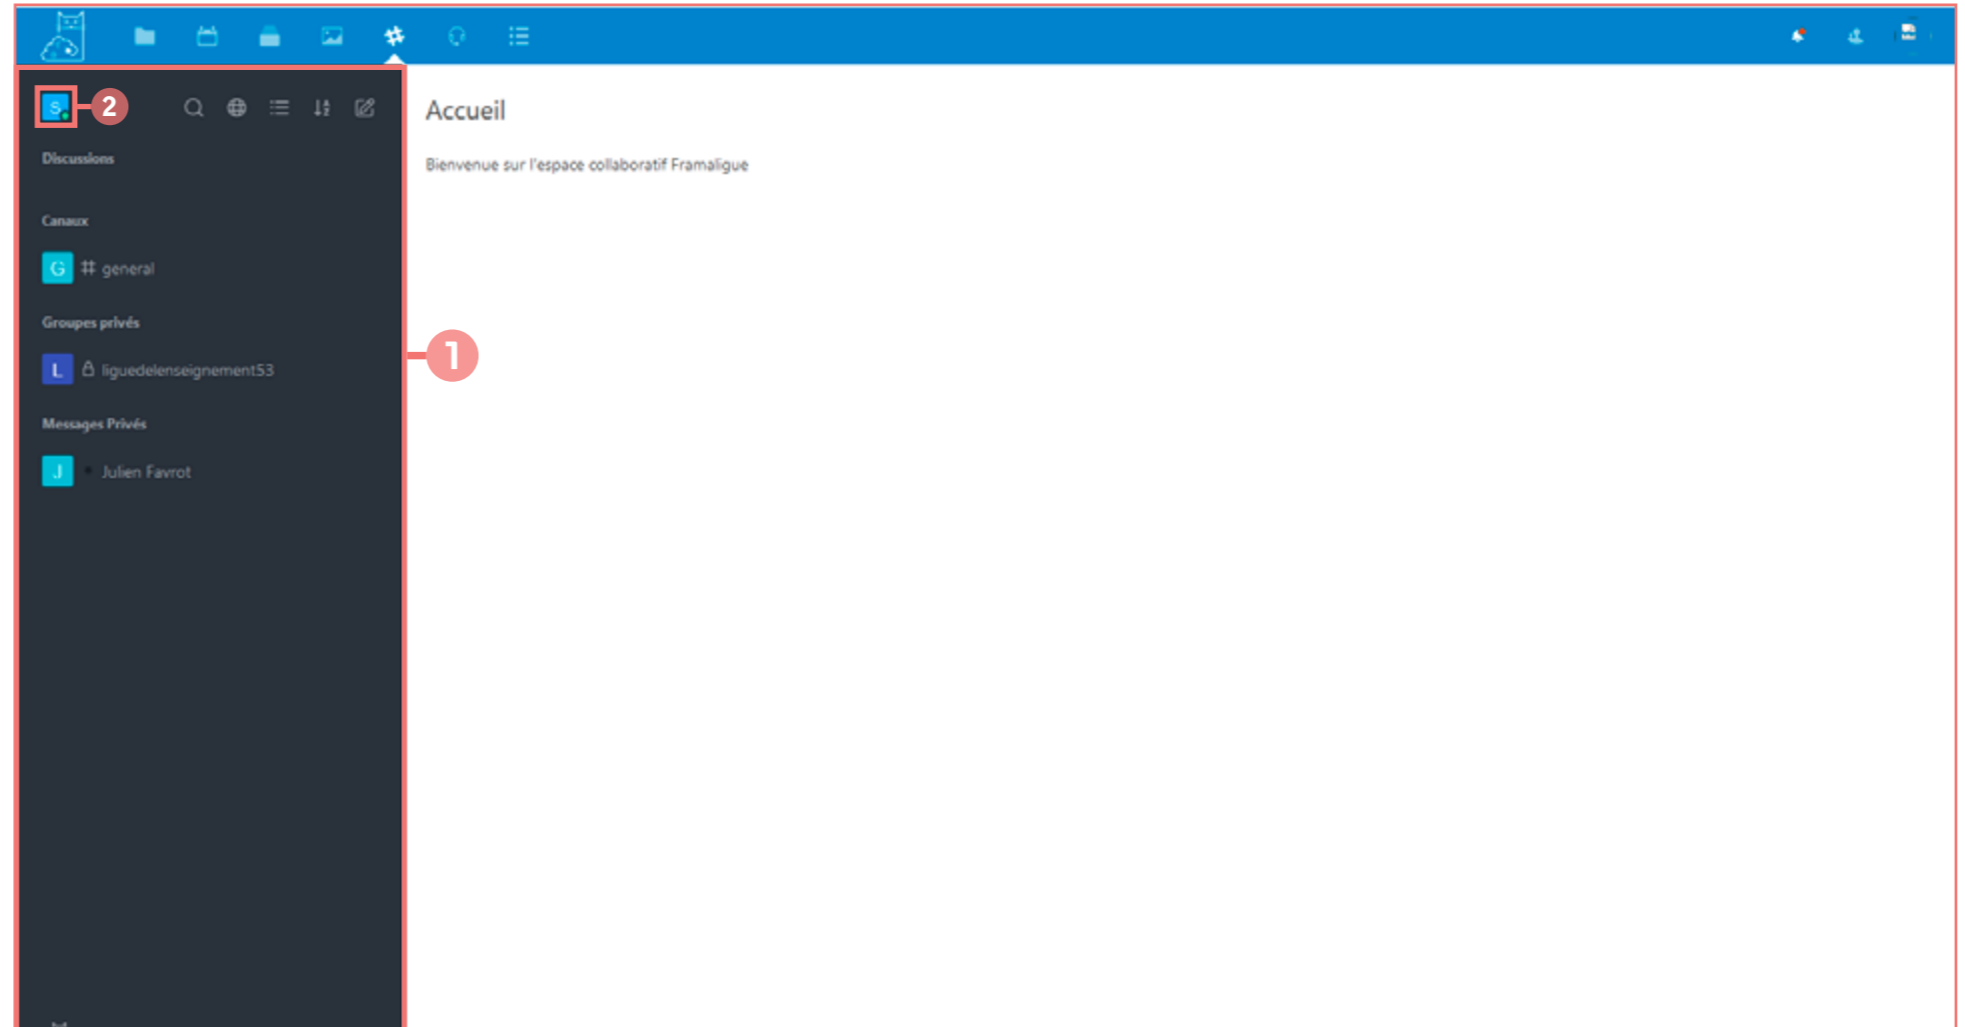 S
2
Accueil
Discussions
Bienvenue sur l'espace collaboratif Framaligue
Canaux
G # general
Groupes privés
1
L liguedelenseignement53
Messages Privés
J Julien Favrot